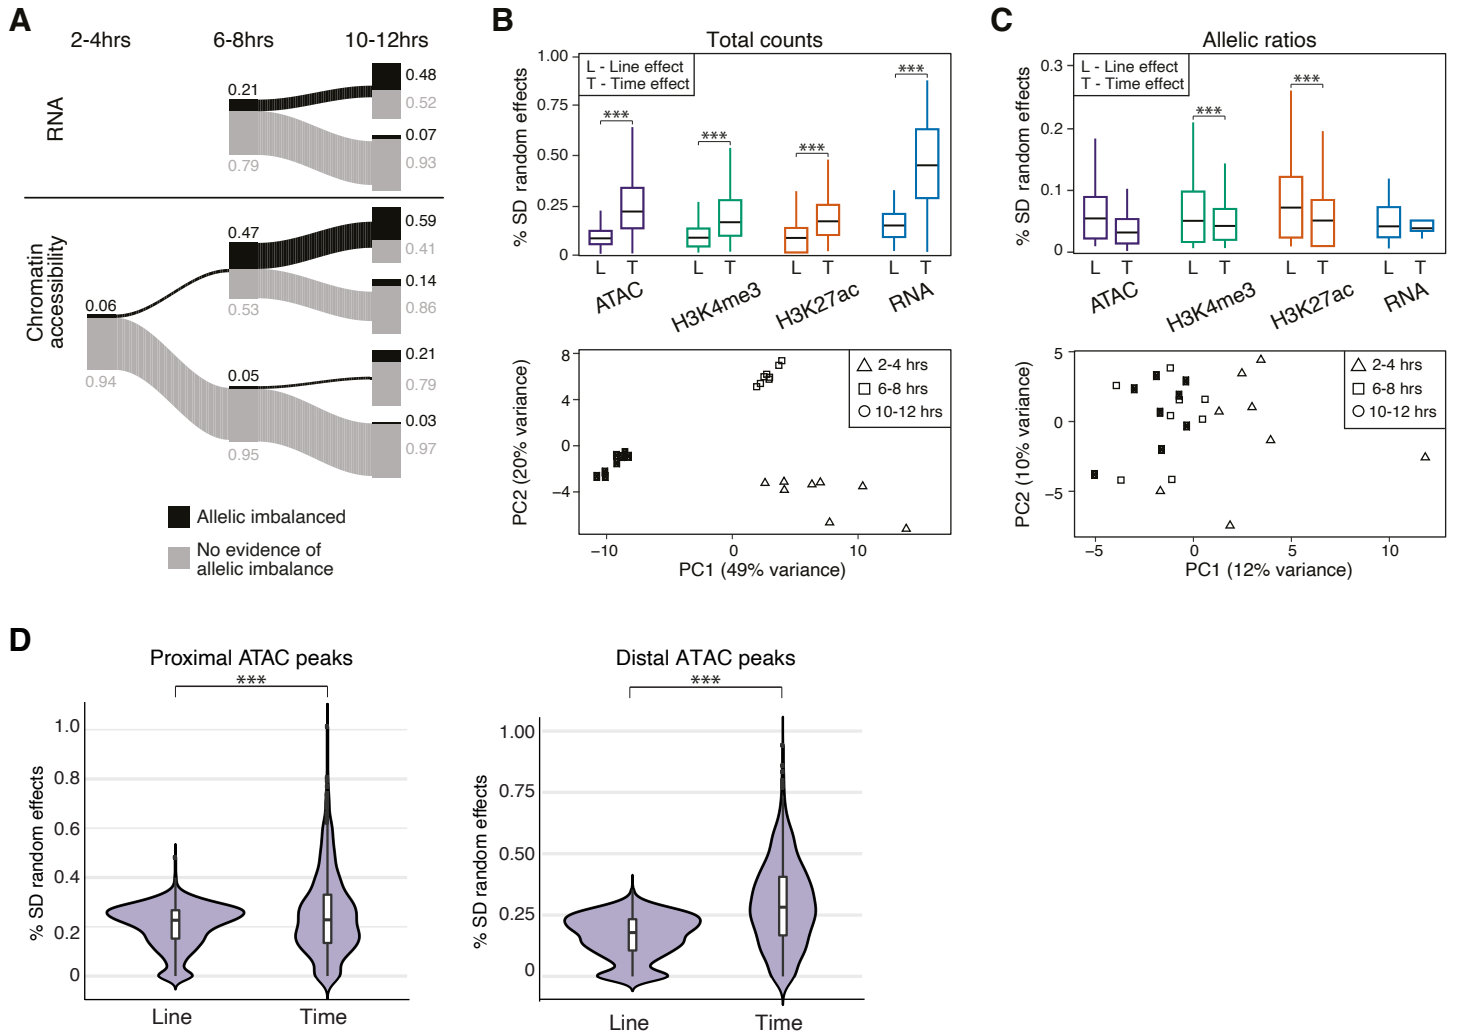 A
2-4hrs 6-8hrs 10-12hrs
RNA
0.21
0.79
0.48
0.52
0.07
0.93
Chromatin
accessibility
0.06
0.94
0.47
0.53
0.05
0.95
0.59
0.41
0.14
0.86
0.21
0.79
0.03
0.97
Allelic imbalanced
No evidence of
allelic imbalance
B
Total counts
% SD random effects
1.00
0.75
0.50
0.25
0
L - Line effect
T - Time effect
*** *** *** ***
L T L T L T L T
ATAC H3K4me3 H3K27ac RNA
PC2 (20% variance)
8
4
0
−4
2-4 hrs
6-8 hrs
10-12 hrs
−10 0 10
PC1 (49% variance)
C
Allelic ratios
% SD random effects
0.3
0.2
0.1
0
L - Line effect
T - Time effect
*** ***
L T L T L T L T
ATAC H3K4me3 H3K27ac RNA
PC2 (10% variance)
5
0
−5
2-4 hrs
6-8 hrs
10-12 hrs
−5 0 5 10
PC1 (12% variance)
D
Proximal ATAC peaks
***
% SD random effects
1.0
0.8
0.6
0.4
0.2
0
Line Time
Distal ATAC peaks
***
% SD random effects
1.00
0.75
0.50
0.25
0
Line Time